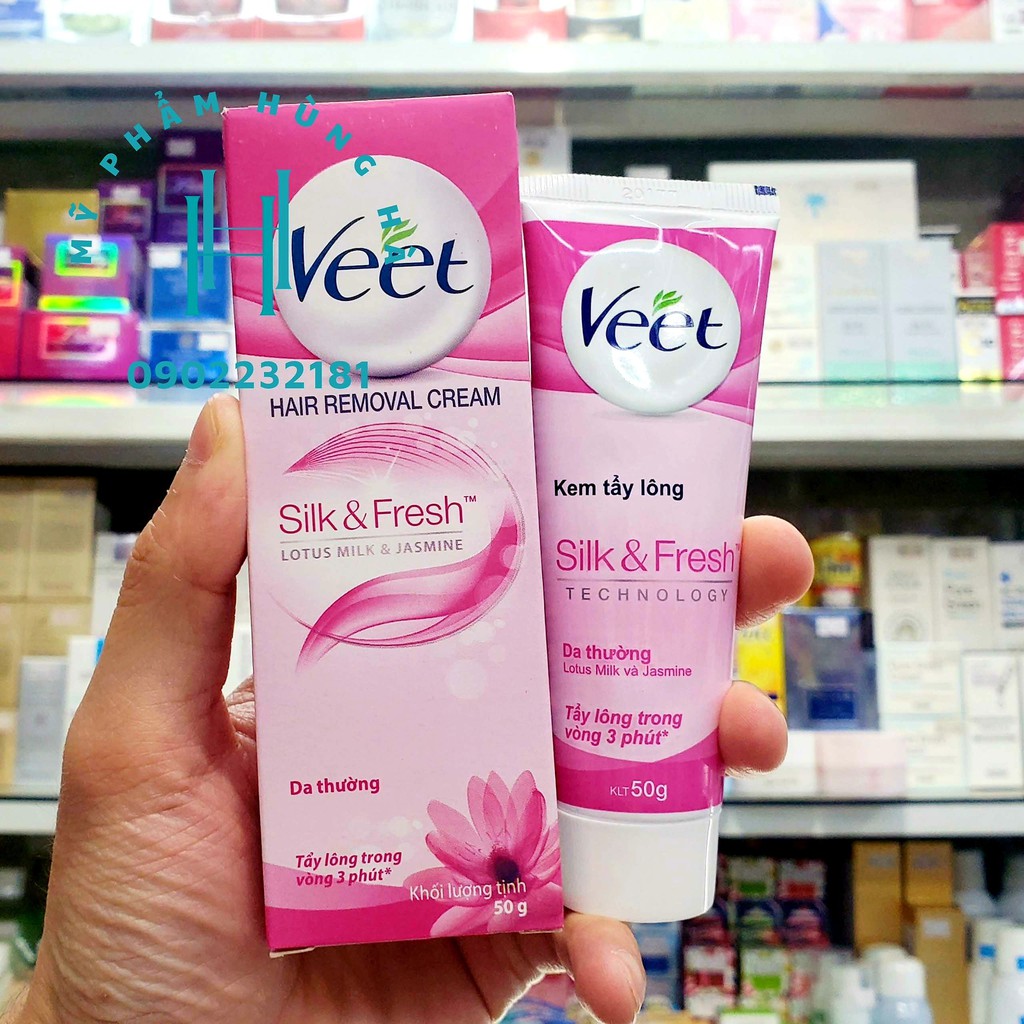 MỸ PHẨM HÙNG HÀ
H
0902232181
Veet
HAIR REMOVAL CREAM
Silk & Fresh™
LOTUS MILK & JASMINE
Da thường
Tẩy lông trong
vòng 3 phút*
Khối lượng tịnh
50 g
Veet
Kem tẩy lông
Silk & Fresh™
TECHNOLOGY
Da thường
Lotus Milk và Jasmine
Tẩy lông trong
vòng 3 phút*
KLT 50g